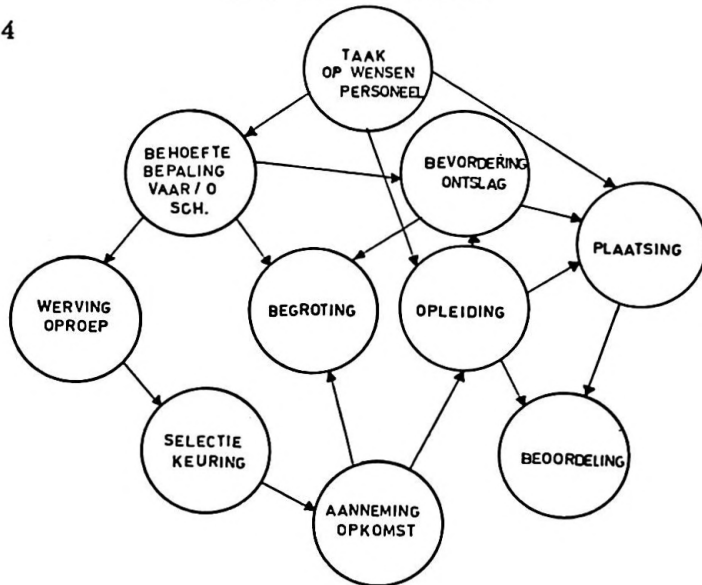 4
TAAK
OP WENSEN
PERSONEEL
BEHOEFTE
BEPALING
VAAR / O
SCH.
BEVORDERING
ONTSLAG
PLAATSING
WERVING
OPROEP
BEGROTING
OPLEIDING
SELECTIE
KEURING
BEOORDELING
AANNEMING
OPKOMST